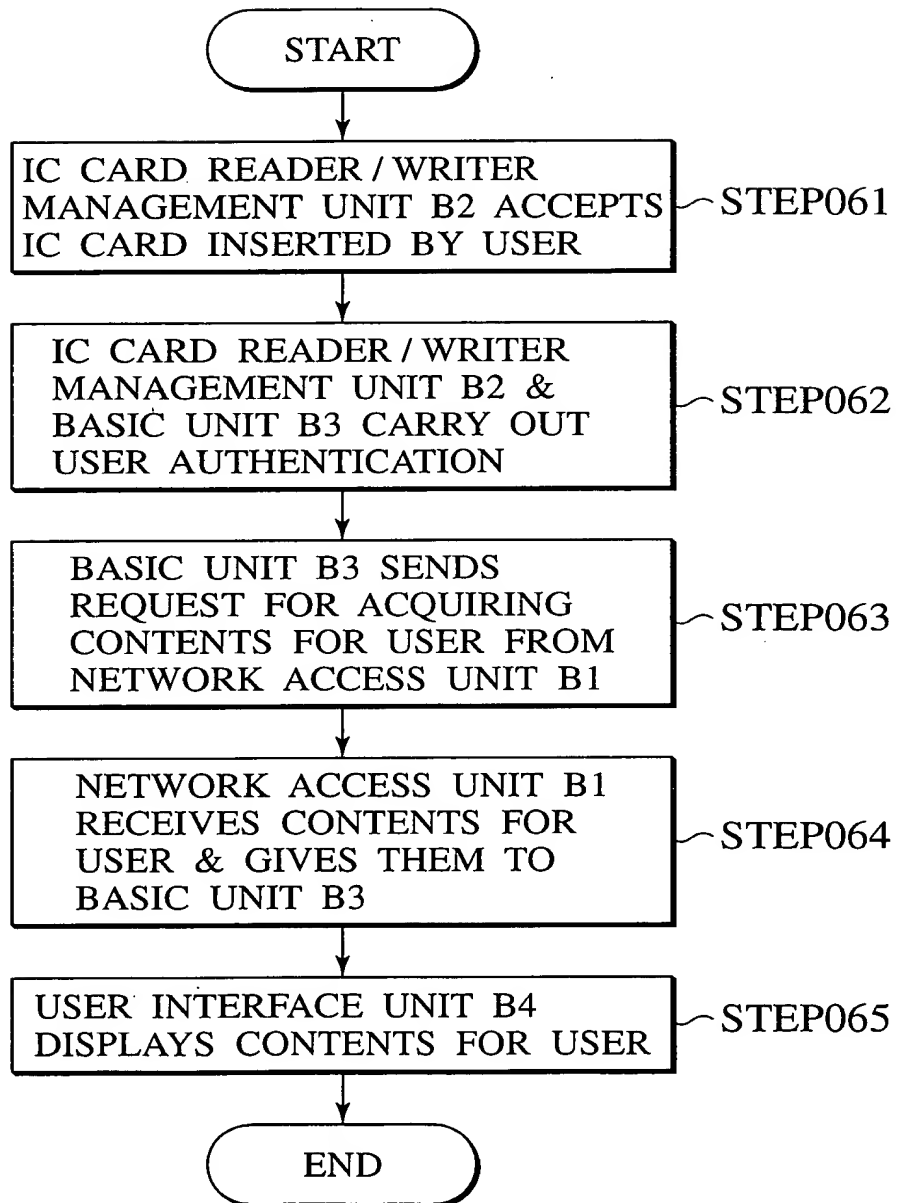 START
IC CARD READER / WRITER
MANAGEMENT UNIT B2 ACCEPTS
IC CARD INSERTED BY USER
STEP061
IC CARD READER / WRITER
MANAGEMENT UNIT B2 &
BASIC UNIT B3 CARRY OUT
USER AUTHENTICATION
STEP062
BASIC UNIT B3 SENDS
REQUEST FOR ACQUIRING
CONTENTS FOR USER FROM
NETWORK ACCESS UNIT B1
STEP063
NETWORK ACCESS UNIT B1
RECEIVES CONTENTS FOR
USER & GIVES THEM TO
BASIC UNIT B3
STEP064
USER INTERFACE UNIT B4
DISPLAYS CONTENTS FOR USER
STEP065
END